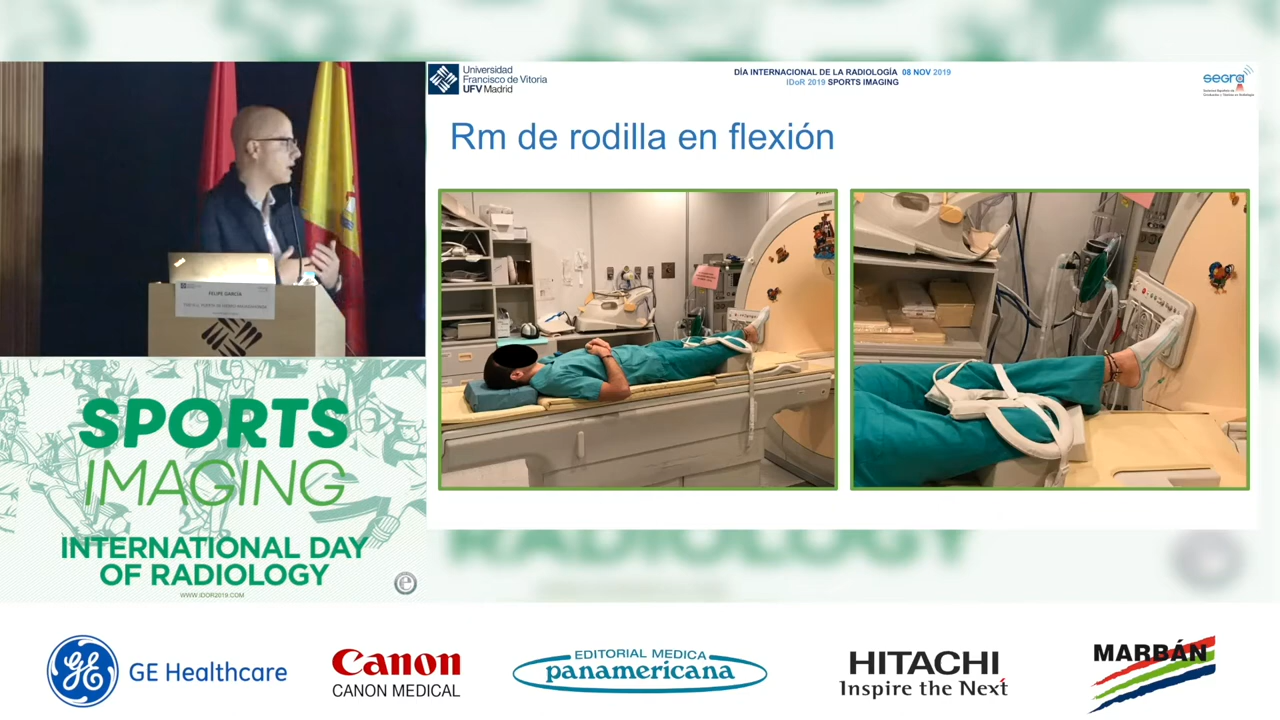 Universidad
Francisco de Vitoria
UFV Madrid
DÍA INTERNACIONAL DE LA RADIOLOGÍA 08 NOV 2019
IDoR 2019 SPORTS IMAGING
segra
Rm de rodilla en flexión
FELIPE GARCÍA
SPORTS
IMAGING
INTERNATIONAL DAY
OF RADIOLOGY
WWW.IDOR2019.COM
RADIOLOGY
GE Healthcare
Canon
CANON MEDICAL
EDITORIAL MEDICA
panamericana
HITACHI
Inspire the Next
MARBÁN